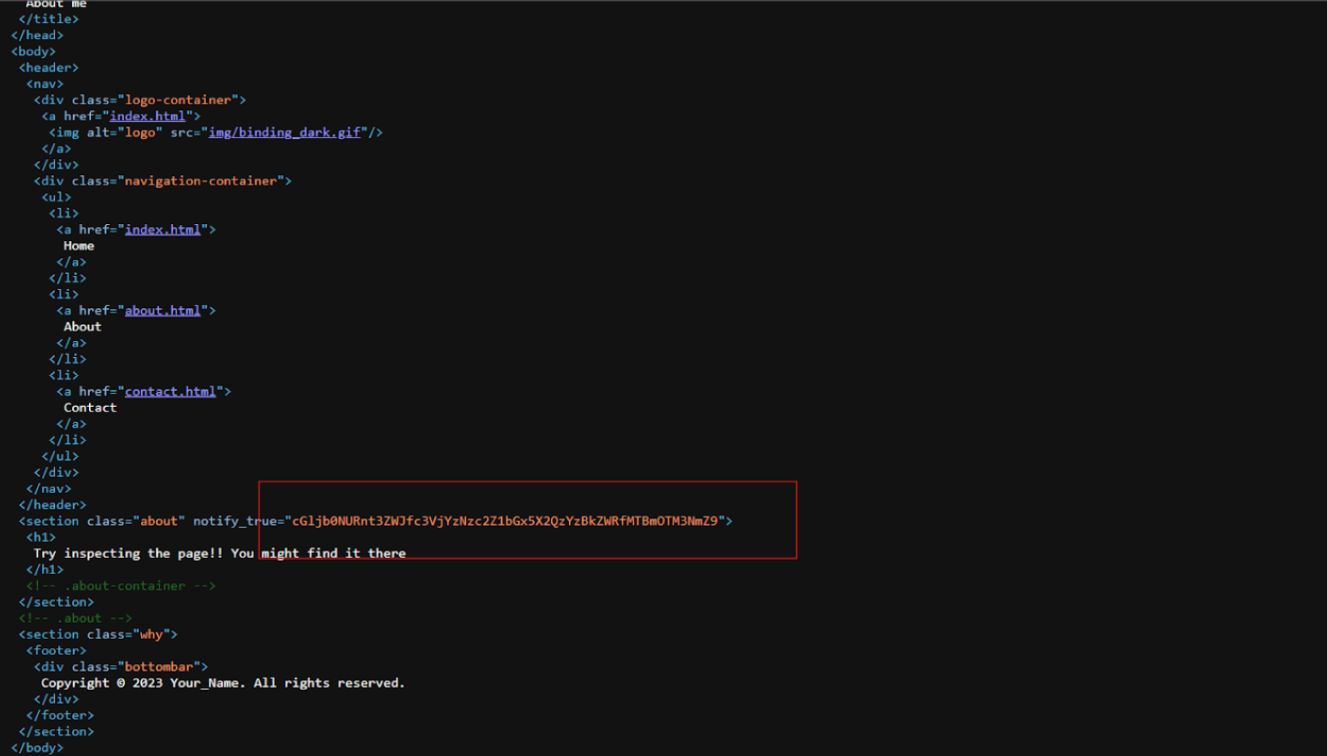 About me
</title>
</head>
<body>
<header>
<nav>
<div class="logo-container">
<a href="index.html">
<img alt="logo" src="img/binding_dark.gif"/>
</a>
</div>
<div class="navigation-container">
<ul>
<li>
<a href="index.html">
Home
</a>
</li>
<li>
<a href="about.html">
About
</a>
</li>
<li>
<a href="contact.html">
Contact
</a>
</li>
</ul>
</div>
</nav>
</header>
<section class="about" notify_true="cGljb0NURnt3ZWJfc3VjYzNzc2Z1bGx5X2QzYzBkZWRfMTBmOTM3NmZ9">
<h1>
Try inspecting the page!! You might find it there
</h1>
<!-- .about-container -->
</section>
<!-- .about -->
<section class="why">
<footer>
<div class="bottombar">
Copyright © 2023 Your_Name. All rights reserved.
</div>
</footer>
</section>
</body>